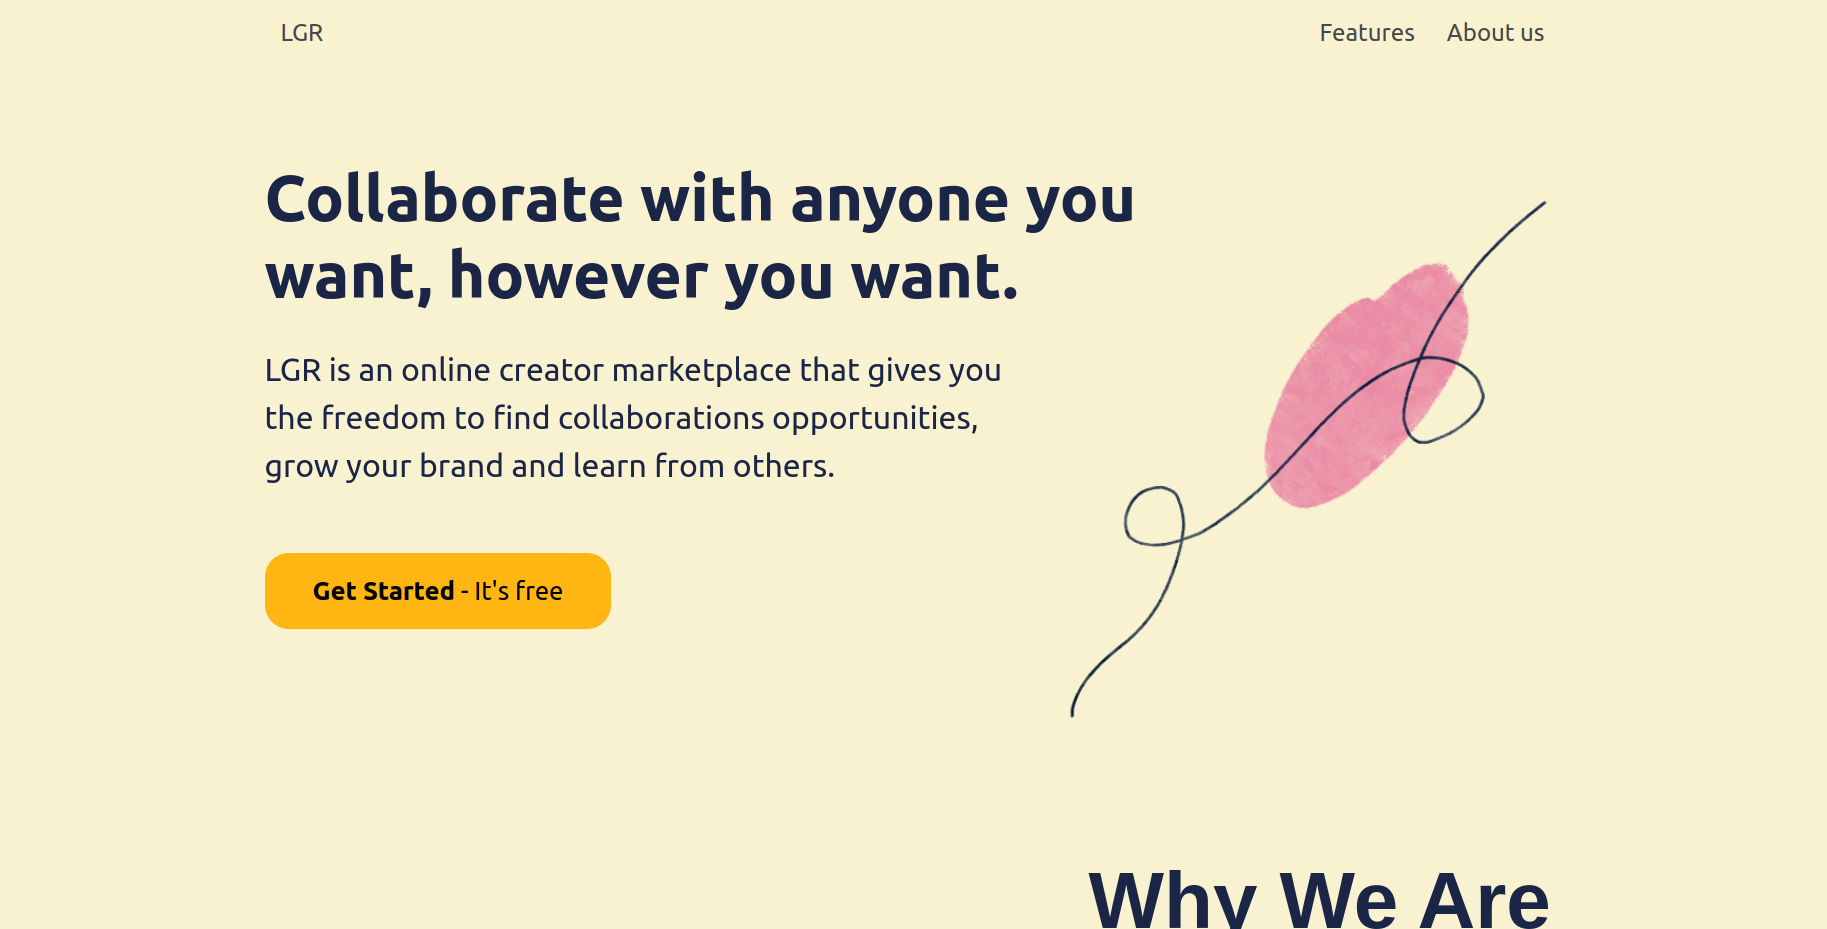 LGR
Features
About us
Collaborate with anyone you
want, however you want.
LGR is an online creator marketplace that gives you
the freedom to find collaborations opportunities,
grow your brand and learn from others.
Get Started - It's free
Why We Are